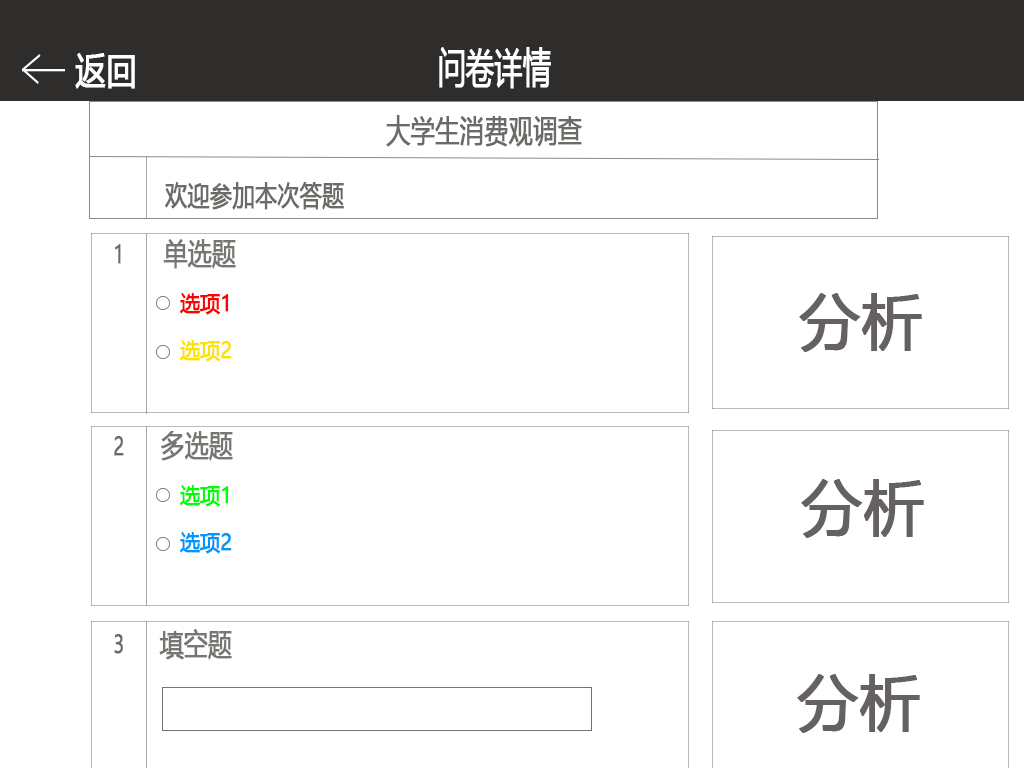 返回
问卷详情
大学生消费观调查
欢迎参加本次答题
1 单选题
选项1
选项2
分析
2 多选题
选项1
选项2
分析
3 填空题
分析